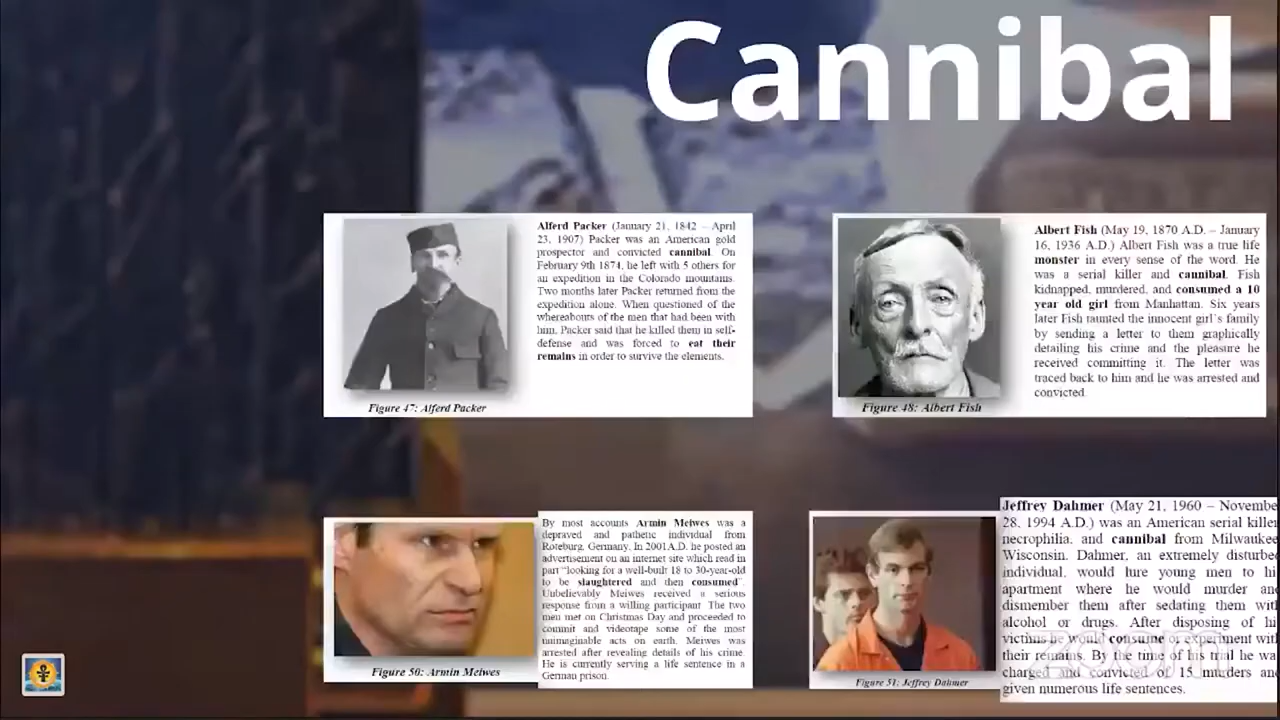 Cannibal
Alferd Packer (January 21, 1842 – April
23, 1907) Packer was an American gold
prospector and convicted cannibal. On
February 9th 1874, he left with 5 others for
an expedition in the Colorado mountains.
Two months later Packer returned from the
expedition alone. When questioned of the
whereabouts of the men that had been with
him, Packer said that he killed them in self-
defense and was forced to eat their
remains in order to survive the elements.
Figure 47: Alferd Packer
Albert Fish (May 19, 1870 A.D. – January
16, 1936 A.D.) Albert Fish was a true life
monster in every sense of the word. He
was a serial killer and cannibal. Fish
kidnapped, murdered, and consumed a 10
year old girl from Manhattan. Six years
later Fish taunted the innocent girl's family
by sending a letter to them graphically
detailing his crime and the pleasure he
received committing it. The letter was
traced back to him and he was arrested and
convicted.
Figure 48: Albert Fish
By most accounts Armin Meiwes was a
depraved and pathetic individual from
Roteburg, Germany. In 2001A.D. he posted an
advertisement on an internet site which read in
part "looking for a well-built 18 to 30-year-old
to be slaughtered and then consumed"
Unbelievably Meiwes received a serious
response from a willing participant. The two
men met on Christmas Day and proceeded to
commit and videotape some of the most
unimaginable acts on earth. Meiwes was
arrested after revealing details of his crime.
He is currently serving a life sentence in a
German prison.
Figure 50: Armin Meiwes
Jeffrey Dahmer (May 21, 1960 – Novembe
28, 1994 A.D.) was an American serial killer
necrophilia, and cannibal from Milwaukee
Wisconsin. Dahmer, an extremely disturbe
individual, would lure young men to hi
apartment where he would murder and
dismember them after sedating them wit
alcohol or drugs. After disposing of hi
victims he would consume or experiment with
their remains. By the time of his trail he wa
charged and convicted of 15 murders and
given numerous life sentences.
Figure 51: Jeffrey Dahmer
zoom